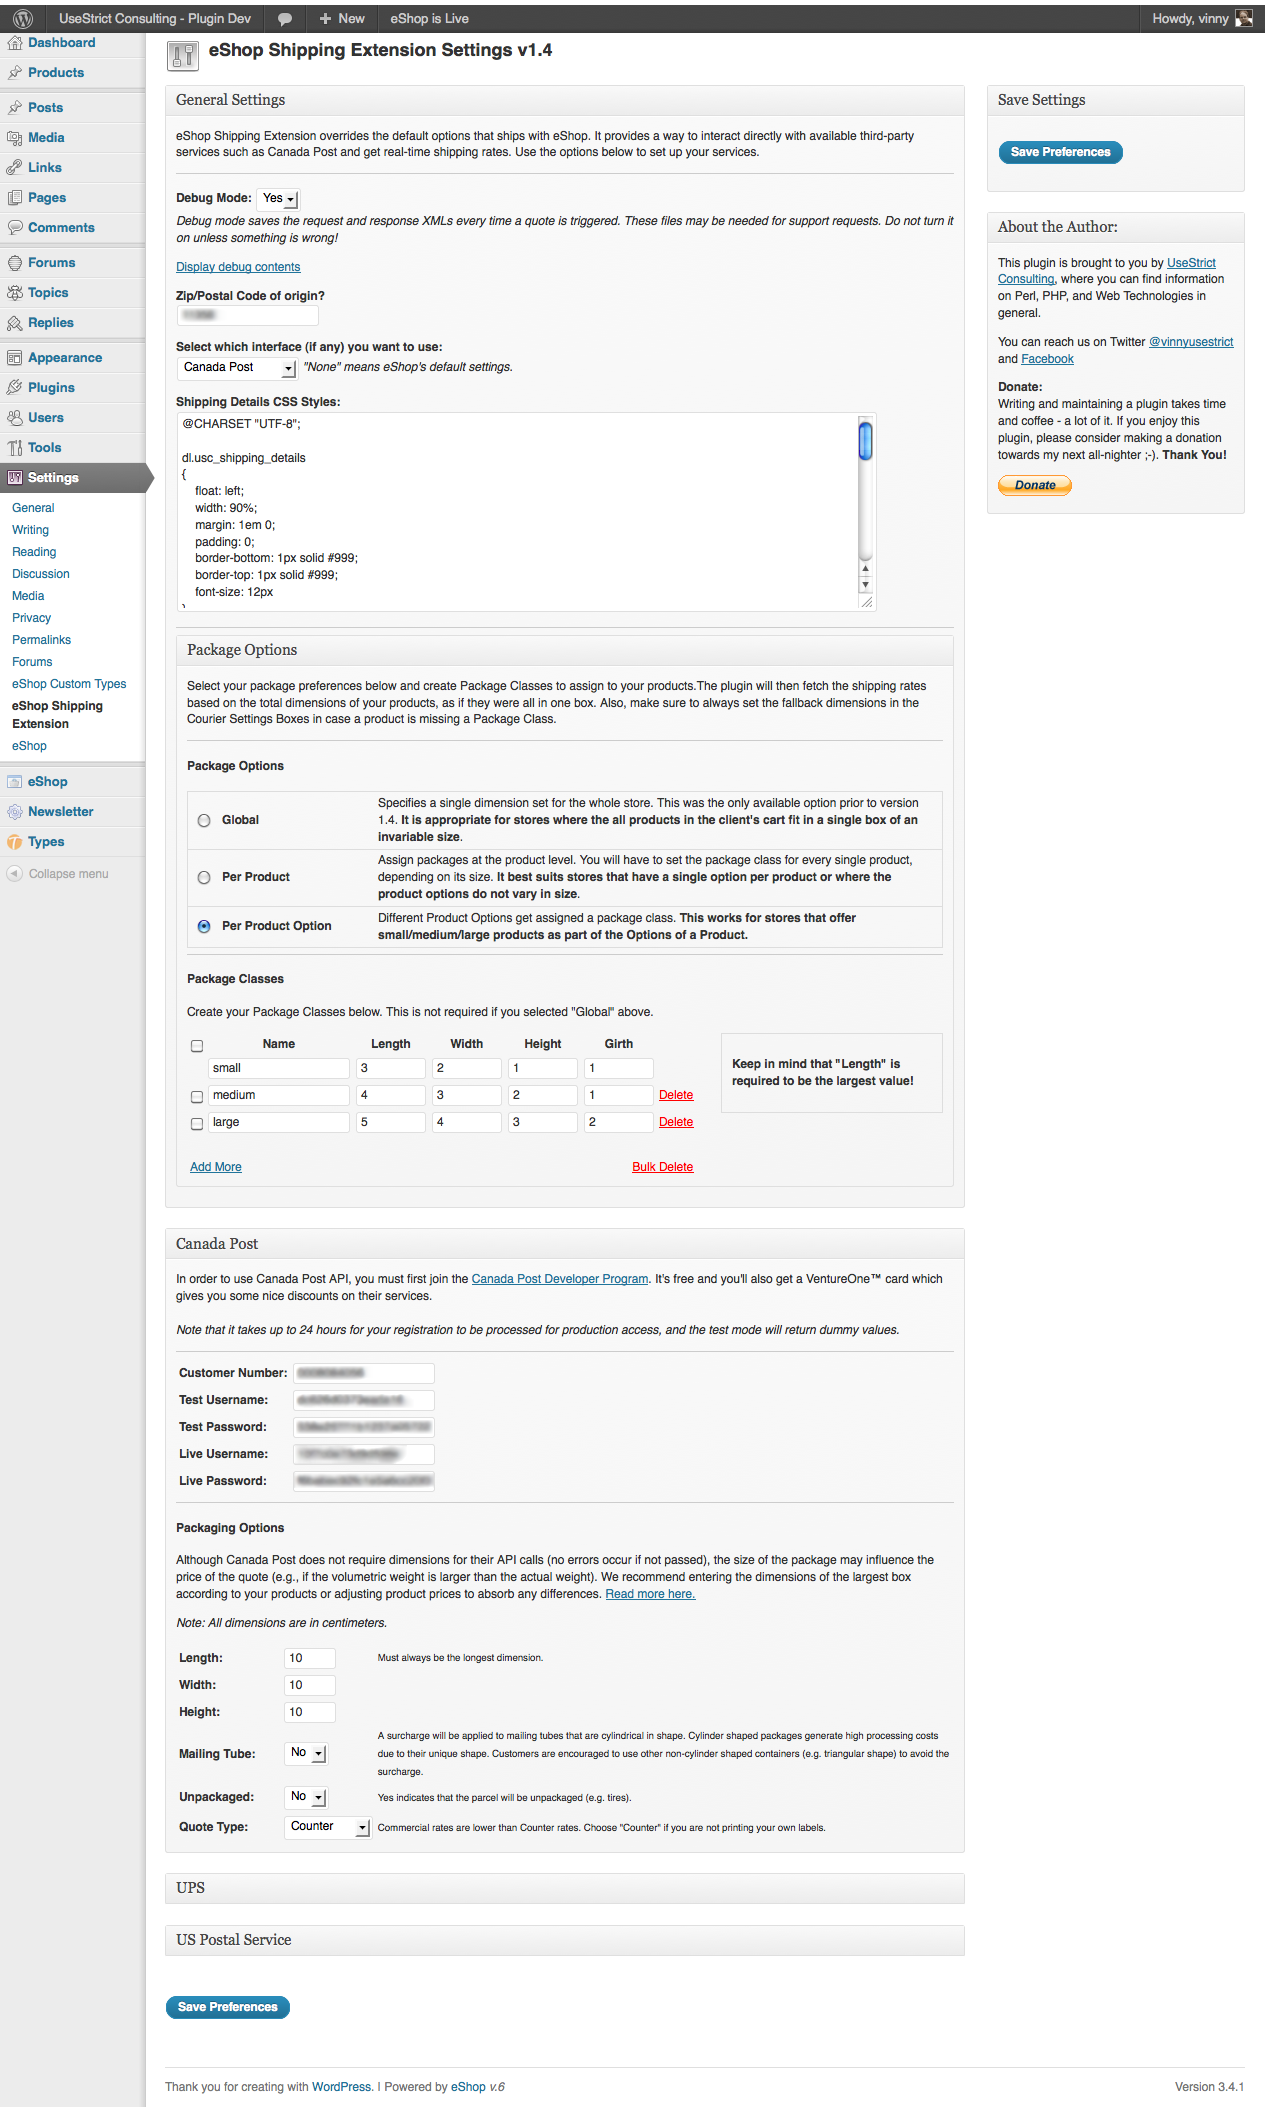 UseStrict Consulting - Plugin Dev
+ New
eShop is Live
Howdy, vinny
Dashboard
Products
Posts
Media
Links
Pages
Comments
Forums
Topics
Replies
Appearance
Plugins
Users
Tools
Settings
General
Writing
Reading
Discussion
Media
Privacy
Permalinks
Forums
eShop Custom Types
eShop Shipping
Extension
eShop
eShop
Newsletter
Types
Collapse menu
eShop Shipping Extension Settings v1.4
General Settings
eShop Shipping Extension overrides the default options that ships with eShop. It provides a way to interact directly with available third-party
services such as Canada Post and get real-time shipping rates. Use the options below to set up your services.
Debug Mode: Yes
Debug mode saves the request and response XMLs every time a quote is triggered. These files may be needed for support requests. Do not turn it
on unless something is wrong!
Display debug contents
Zip/Postal Code of origin?
Select which interface (if any) you want to use:
Canada Post "None" means eShop's default settings.
Shipping Details CSS Styles:
@CHARSET "UTF-8";
dl.usc_shipping_details
{
float: left;
width: 90%;
margin: 1em 0;
padding: 0;
border-bottom: 1px solid #999;
border-top: 1px solid #999;
font-size: 12px
Package Options
Select your package preferences below and create Package Classes to assign to your products.The plugin will then fetch the shipping rates
based on the total dimensions of your products, as if they were all in one box. Also, make sure to always set the fallback dimensions in the
Courier Settings Boxes in case a product is missing a Package Class.
Package Options
Global
Specifies a single dimension set for the whole store. This was the only available option prior to version
1.4. It is appropriate for stores where the all products in the client's cart fit in a single box of an
invariable size.
Per Product
Assign packages at the product level. You will have to set the package class for every single product,
depending on its size. It best suits stores that have a single option per product or where the
product options do not vary in size.
Per Product Option
Different Product Options get assigned a package class. This works for stores that offer
small/medium/large products as part of the Options of a Product.
Package Classes
Create your Package Classes below. This is not required if you selected "Global" above.
Name Length Width Height Girth
small 3 2 1 1
medium 4 3 2 1 Delete
large 5 4 3 2 Delete
Add More Bulk Delete
Keep in mind that "Length" is
required to be the largest value!
Canada Post
In order to use Canada Post API, you must first join the Canada Post Developer Program. It's free and you'll also get a VentureOne™ card which
gives you some nice discounts on their services.
Note that it takes up to 24 hours for your registration to be processed for production access, and the test mode will return dummy values.
Customer Number:
Test Username:
Test Password:
Live Username:
Live Password:
Packaging Options
Although Canada Post does not require dimensions for their API calls (no errors occur if not passed), the size of the package may influence the
price of the quote (e.g., if the volumetric weight is larger than the actual weight). We recommend entering the dimensions of the largest box
according to your products or adjusting product prices to absorb any differences. Read more here.
Note: All dimensions are in centimeters.
Length: 10 Must always be the longest dimension.
Width: 10
Height: 10
Mailing Tube: No
A surcharge will be applied to mailing tubes that are cylindrical in shape. Cylinder shaped packages generate high processing costs
due to their unique shape. Customers are encouraged to use other non-cylinder shaped containers (e.g. triangular shape) to avoid the
surcharge.
Unpackaged: No Yes indicates that the parcel will be unpackaged (e.g. tires).
Quote Type: Counter Commercial rates are lower than Counter rates. Choose "Counter" if you are not printing your own labels.
UPS
US Postal Service
Save Preferences
Save Settings
Save Preferences
About the Author:
This plugin is brought to you by UseStrict
Consulting, where you can find information
on Perl, PHP, and Web Technologies in
general.
You can reach us on Twitter @vinnyusestrict
and Facebook
Donate:
Writing and maintaining a plugin takes time
and coffee - a lot of it. If you enjoy this
plugin, please consider making a donation
towards my next all-nighter ;-). Thank You!
Donate
Thank you for creating with WordPress. | Powered by eShop v.6
Version 3.4.1